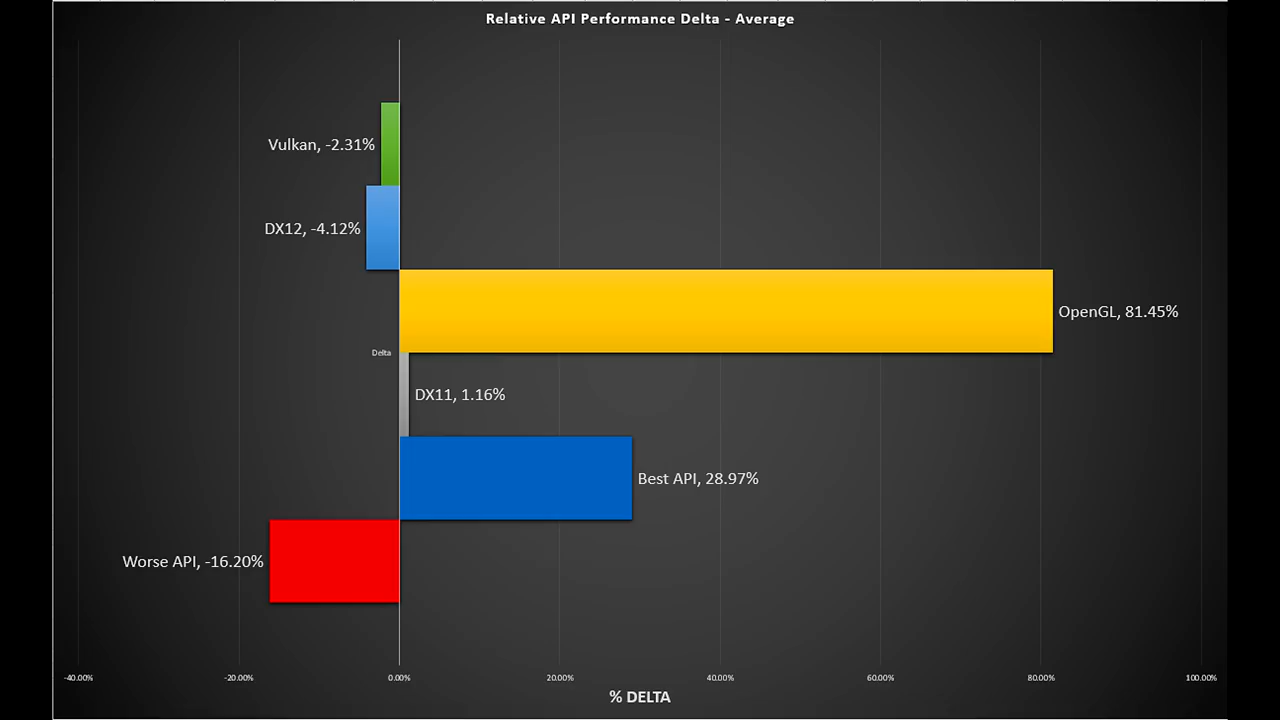 Relative API Performance Delta - Average
Vulkan, -2.31%
DX12, -4.12%
OpenGL, 81.45%
Delta
DX11, 1.16%
Best API, 28.97%
Worse API, -16.20%
-40.00% -20.00% 0.00% 20.00% 40.00% 60.00% 80.00% 100.00%
% DELTA